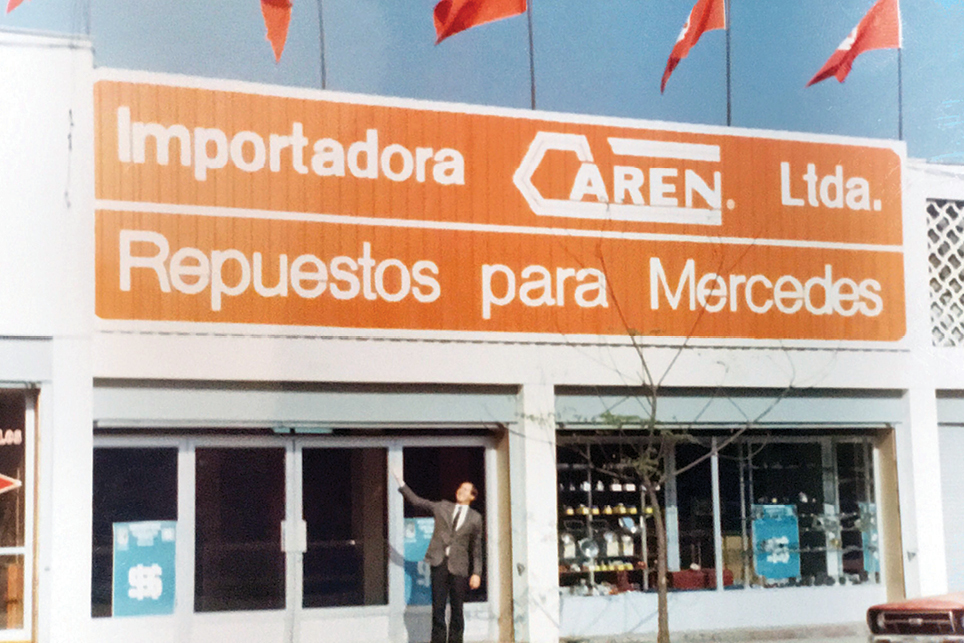 Importadora CAREN. Ltda.
Repuestos para Mercedes